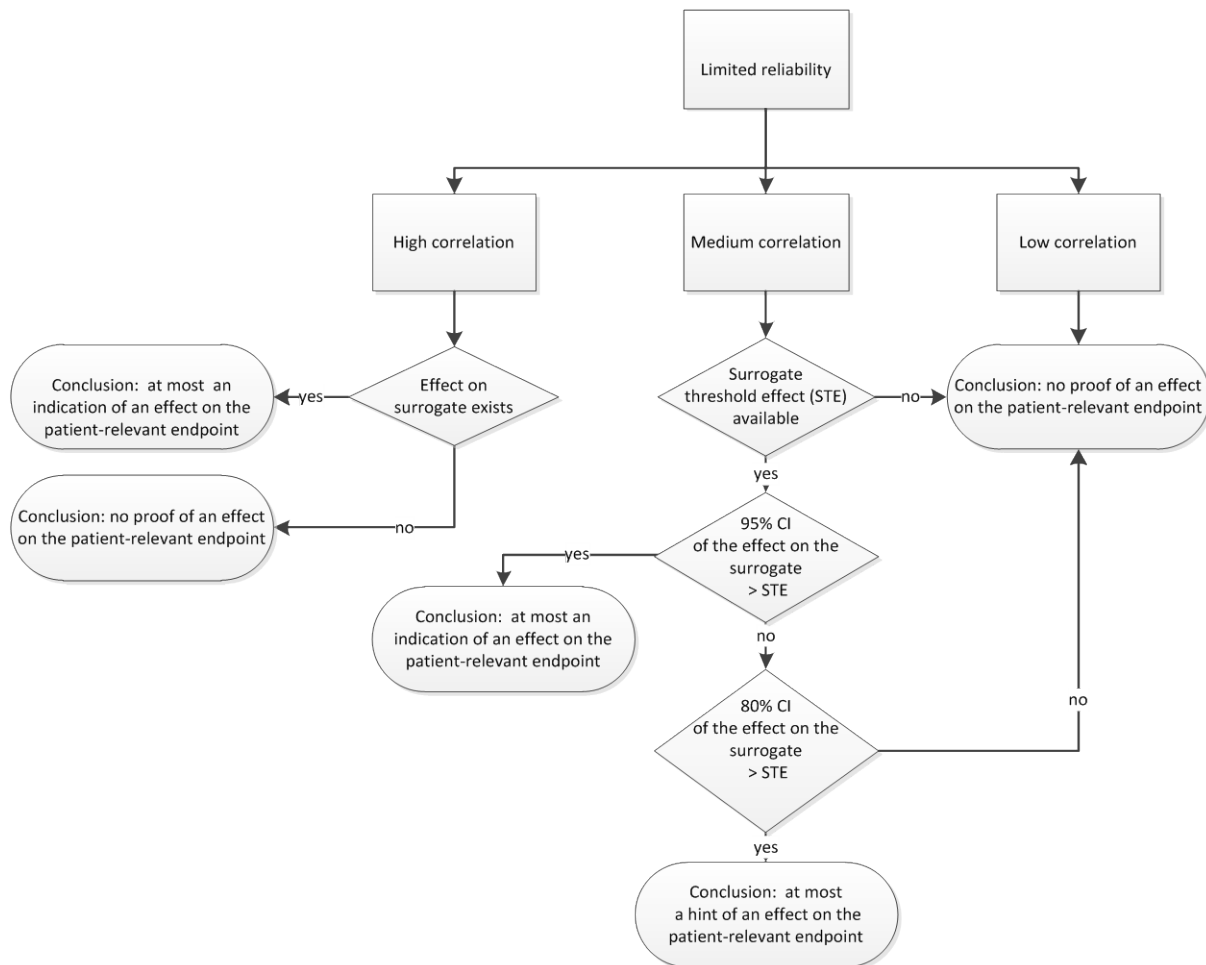 Limited reliability
High correlation
Medium correlation
Low correlation
Conclusion: at most an
indication of an effect on the
patient-relevant endpoint
yes
Effect on
surrogate exists
Surrogate
threshold effect (STE)
available
no
Conclusion: no proof of an effect
on the patient-relevant endpoint
yes
Conclusion: no proof of an effect
on the patient-relevant endpoint
no
95% CI
of the effect on the
surrogate
> STE
yes
Conclusion: at most an
indication of an effect on the
patient-relevant endpoint
no
80% CI
of the effect on the
surrogate
> STE
no
yes
Conclusion: at most
a hint of an effect on the
patient-relevant endpoint